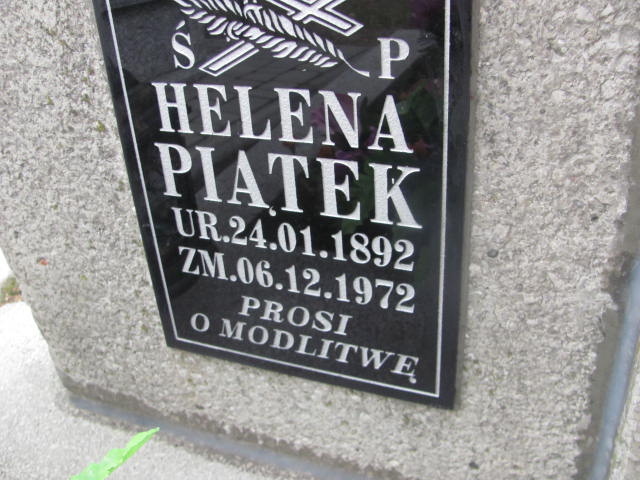 Ś P
HELENA
PIĄTEK
UR.24.01.1892
ZM.06.12.1972
PROSI
O MODLITWĘ